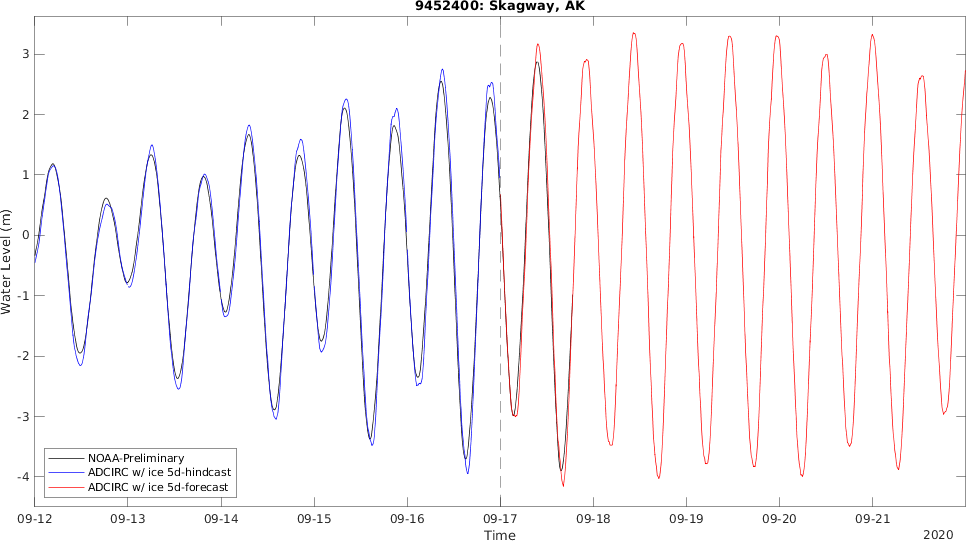 9452400: Skagway, AK
3
2
1
0
-1
-2
-3
-4
Water Level (m)
NOAA-Preliminary
ADCIRC w/ ice 5d-hindcast
ADCIRC w/ ice 5d-forecast
09-12 09-13 09-14 09-15 09-16 09-17 09-18 09-19 09-20 09-21
Time
2020